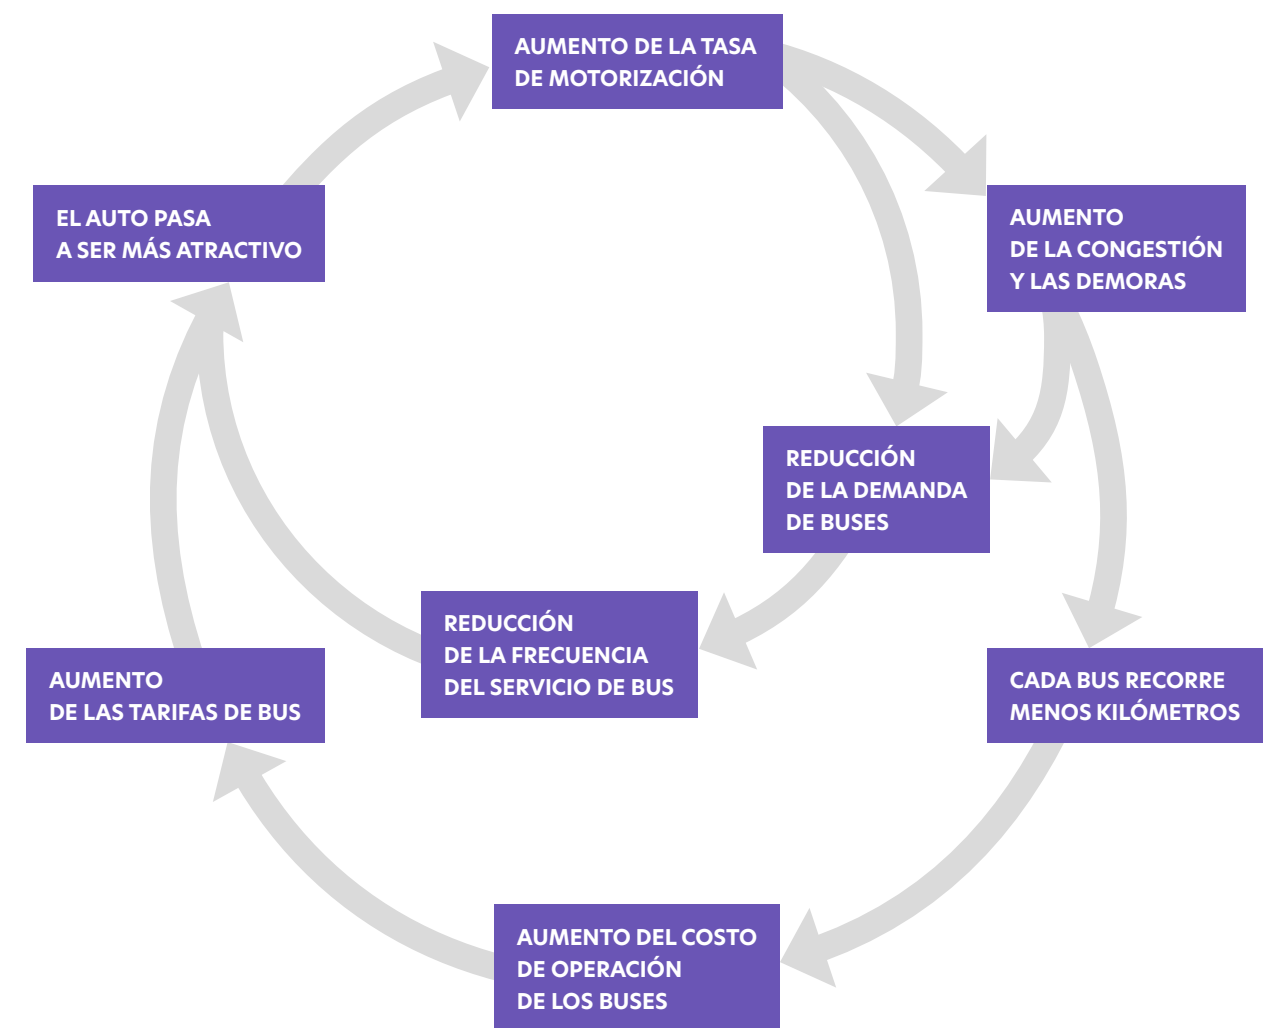 AUMENTO DE LA TASA
DE MOTORIZACIÓN
EL AUTO PASA
A SER MÁS ATRACTIVO
AUMENTO
DE LA CONGESTIÓN
Y LAS DEMORAS
REDUCCIÓN
DE LA DEMANDA
DE BUSES
REDUCCIÓN
DE LA FRECUENCIA
DEL SERVICIO DE BUS
AUMENTO
DE LAS TARIFAS DE BUS
CADA BUS RECORRE
MENOS KILÓMETROS
AUMENTO DEL COSTO
DE OPERACIÓN
DE LOS BUSES